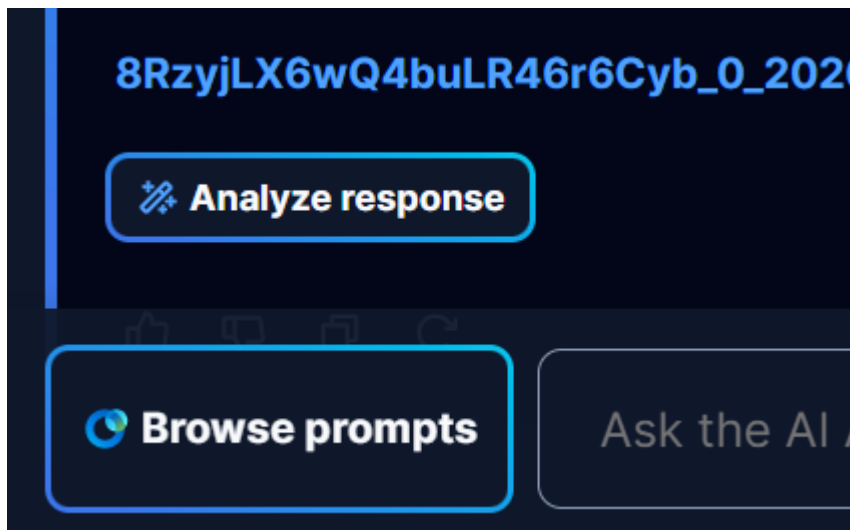 8RzyjLX6wQ4buLR46r6Cyb_0_202
Analyze response
Browse prompts
Ask the AI